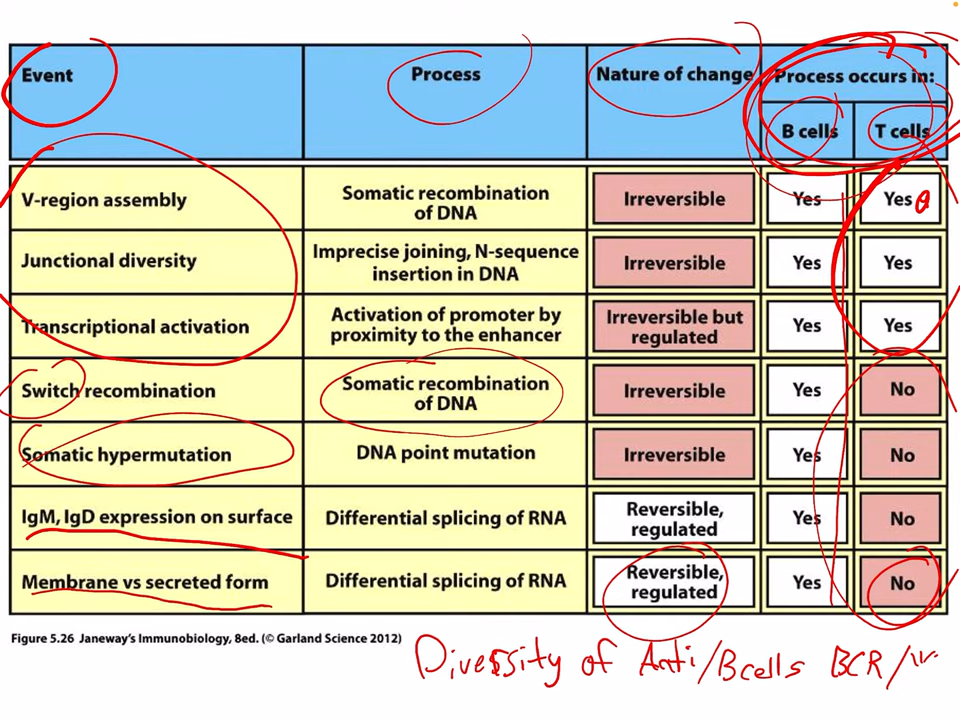 Event Process Nature of change Process occurs in:
B cells T cells
V-region assembly Somatic recombination of DNA Irreversible Yes Yes
Junctional diversity Imprecise joining, N-sequence insertion in DNA Irreversible Yes Yes
Transcriptional activation Activation of promoter by proximity to the enhancer Irreversible but regulated Yes Yes
Switch recombination Somatic recombination of DNA Irreversible Yes No
Somatic hypermutation DNA point mutation Irreversible Yes No
IgM, IgD expression on surface Differential splicing of RNA Reversible, regulated Yes No
Membrane vs secreted form Differential splicing of RNA Reversible, regulated Yes No
Figure 5.26 Janeway's Immunobiology, 8ed. (© Garland Science 2012)
Diversity of Anti/Bcells BCR/